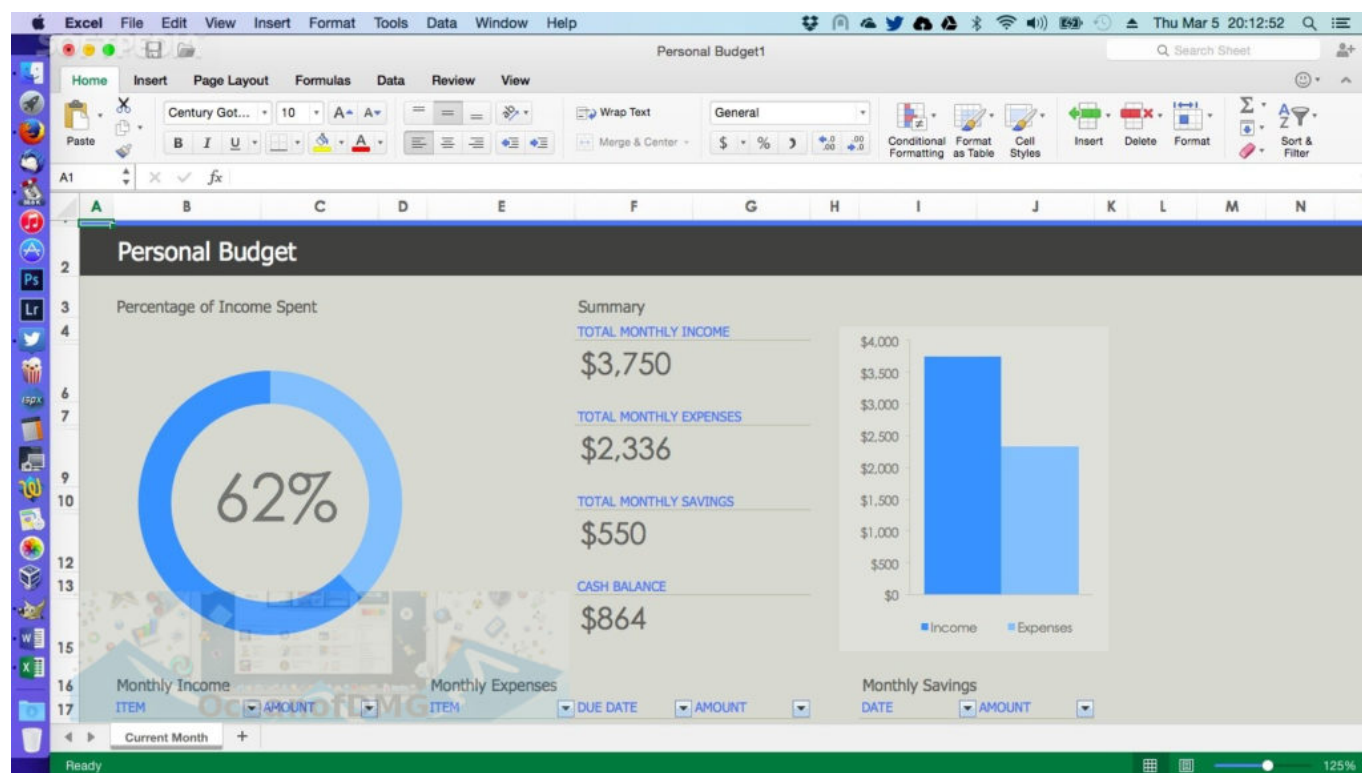 Excel File Edit View Insert Format Tools Data Window Help Thu Mar 5 20:12:52
SOFTPEDIA
Personal Budget1
Search Sheet
Home Insert Page Layout Formulas Data Review View
Paste
Century Got... 10 A A
Wrap Text
General
B I U A
Merge & Center
$ %
Conditional Formatting
Format as Table
Cell Styles
Insert
Delete
Format
Sort & Filter
A1 fx
A B C D E F G H I J K L M N
2 Personal Budget
3 Percentage of Income Spent Summary
4 TOTAL MONTHLY INCOME
$3,750
6
7 TOTAL MONTHLY EXPENSES
$2,336
9
62%
10 TOTAL MONTHLY SAVINGS
$550
12
13 CASH BALANCE
$864
15
$4,000
$3,500
$3,000
$2,500
$2,000
$1,500
$1,000
$500
$0
Income Expenses
16 Monthly Income Monthly Expenses Monthly Savings
17 ITEM AMOUNT ITEM DUE DATE AMOUNT DATE AMOUNT
OceanofDMG
Current Month +
Ready 125%
Ps
Lr